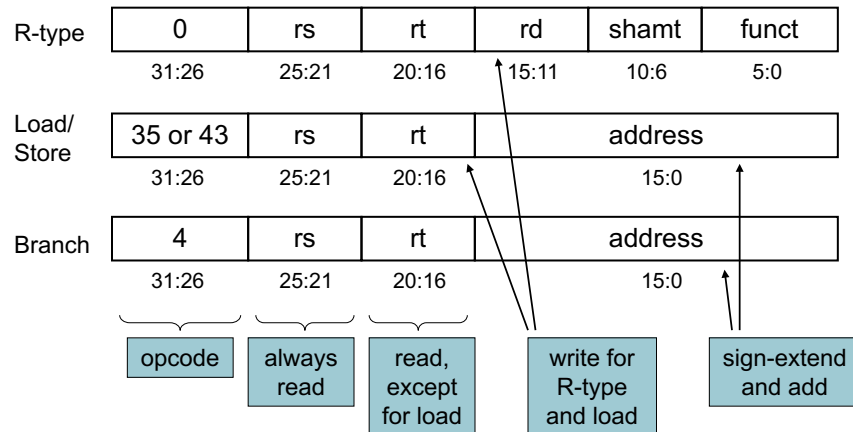 R-type 0 rs rt rd shamt funct
31:26 25:21 20:16 15:11 10:6 5:0
Load/
Store
35 or 43 rs rt address
31:26 25:21 20:16 15:0
Branch 4 rs rt address
31:26 25:21 20:16 15:0
opcode
always
read
read,
except
for load
write for
R-type
and load
sign-extend
and add